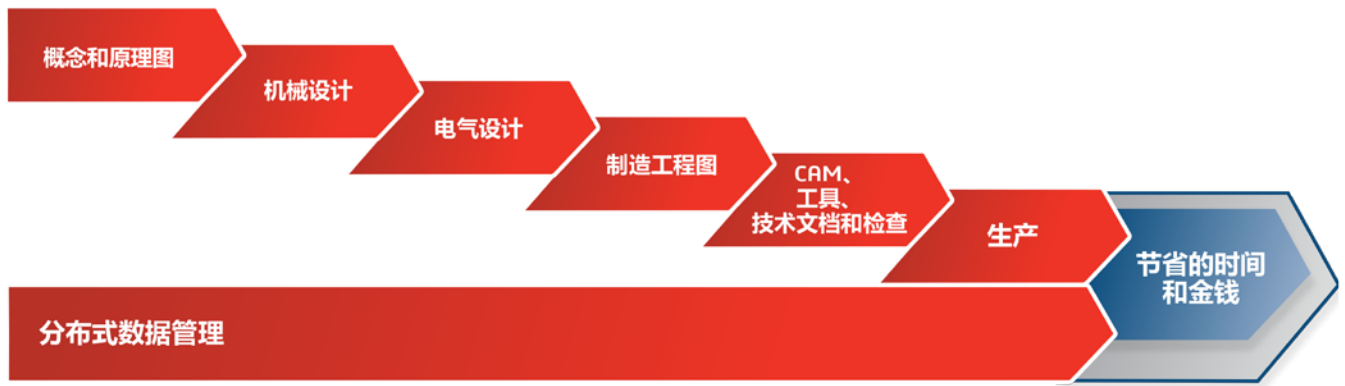 概念和原理图
机械设计
电气设计
制造工程图
CAM、
工具、
技术文档和检查
生产
节省的时间
和金钱
分布式数据管理